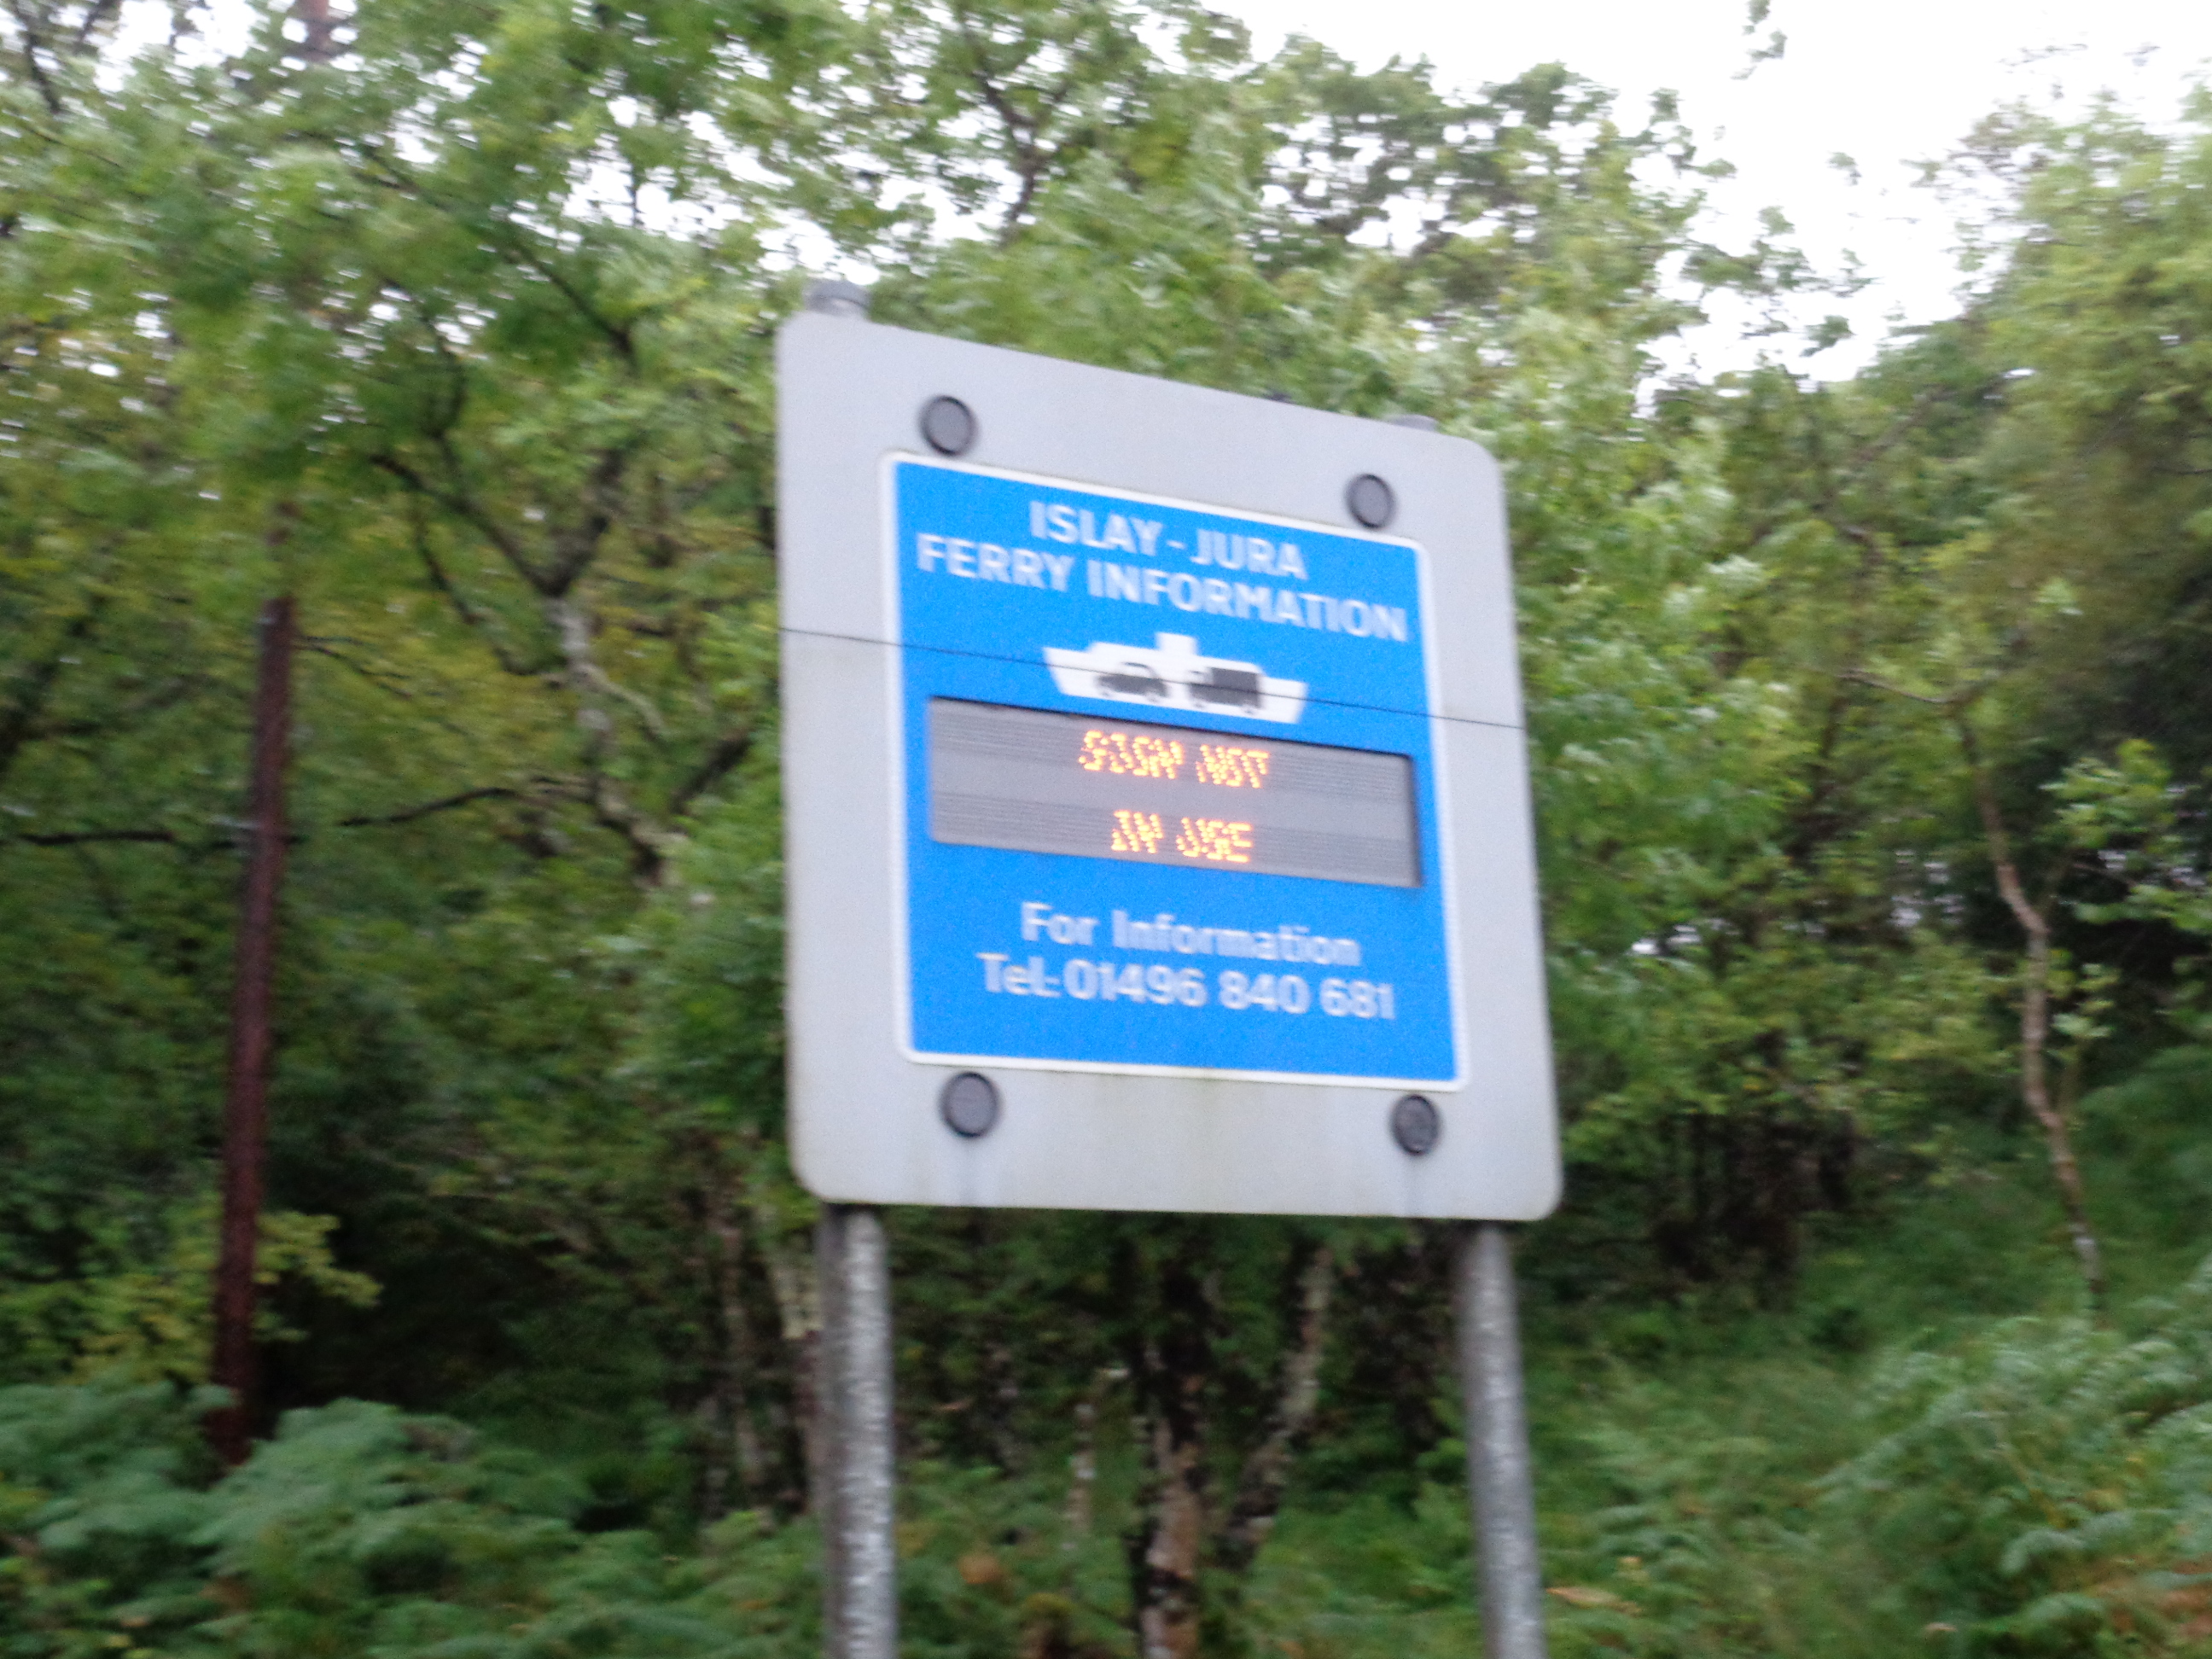 ISLAY-JURA
FERRY INFORMATION
SIGN NOT
IN USE
For Information
Tel: 01496 840 681